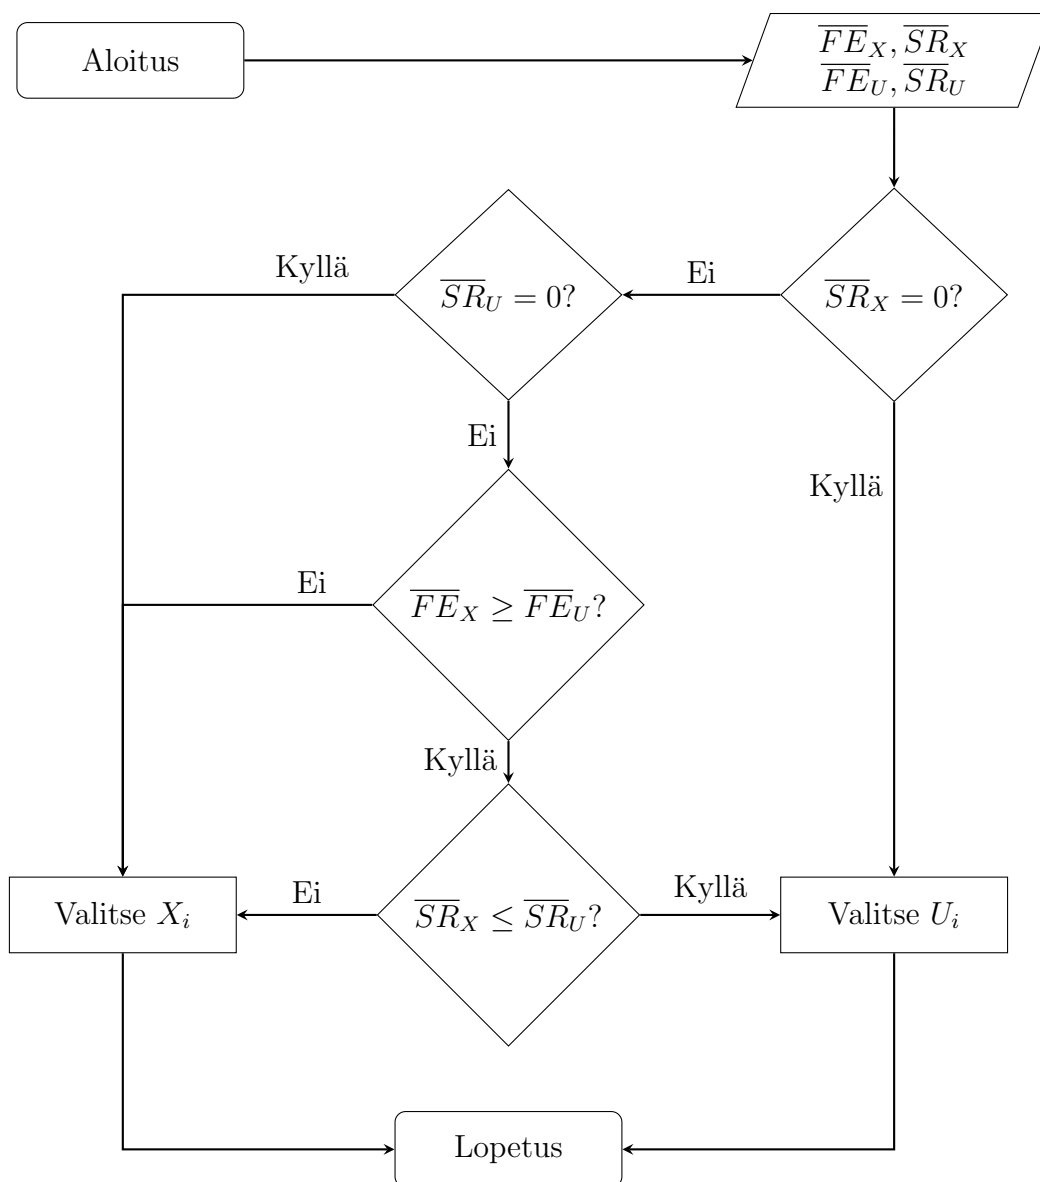 Aloitus
$\overline{FE}_X, \overline{SR}_X$
$\overline{FE}_U, \overline{SR}_U$
Kyllä
$\overline{SR}_U = 0$?
Ei
$\overline{SR}_X = 0$?
Ei
Kyllä
Ei
$\overline{FE}_X \geq \overline{FE}_U$?
Kyllä
Valitse $X_i$
Ei
$\overline{SR}_X \leq \overline{SR}_U$?
Kyllä
Valitse $U_i$
Lopetus